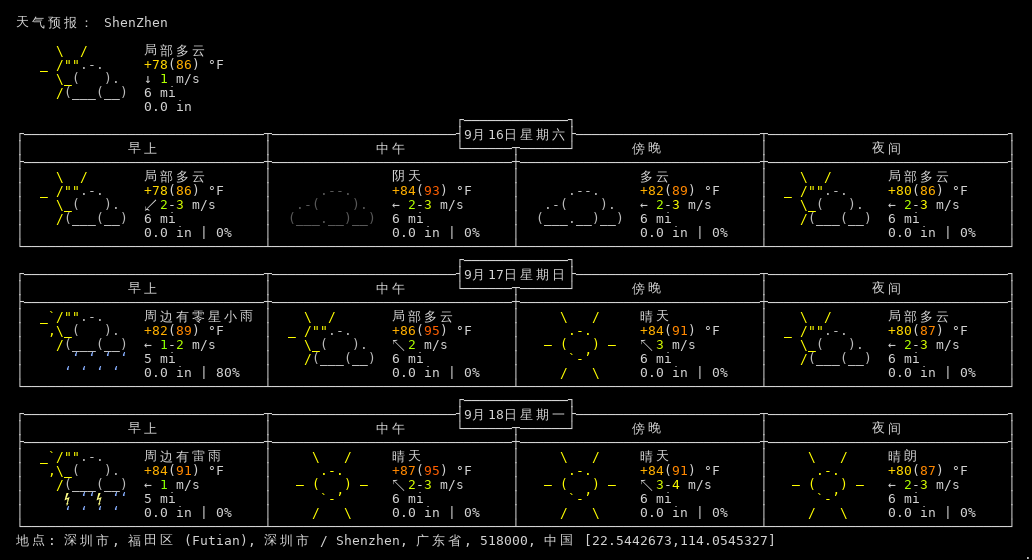 天气预报： ShenZhen
局部多云
+78(86) °F
↓ 1 m/s
6 mi
0.0 in
9月16日星期六
早上 中午 傍晚 夜间
局部多云 阴天 多云 局部多云
+78(86) °F +84(93) °F +82(89) °F +80(86) °F
↙ 2-3 m/s ← 2-3 m/s ← 2-3 m/s ← 2-3 m/s
6 mi 6 mi 6 mi 6 mi
0.0 in | 0% 0.0 in | 0% 0.0 in | 0% 0.0 in | 0%
9月17日星期日
早上 中午 傍晚 夜间
周边有零星小雨 局部多云 晴天 局部多云
+82(89) °F +86(95) °F +84(91) °F +80(87) °F
← 1-2 m/s ↖ 2 m/s ↖ 3 m/s ← 2-3 m/s
5 mi 6 mi 6 mi 6 mi
0.0 in | 80% 0.0 in | 0% 0.0 in | 0% 0.0 in | 0%
9月18日星期一
早上 中午 傍晚 夜间
周边有雷雨 晴天 晴天 晴朗
+84(91) °F +87(95) °F +84(91) °F +80(87) °F
← 1 m/s ↖ 2-3 m/s ↖ 3-4 m/s ← 2-3 m/s
5 mi 6 mi 6 mi 6 mi
0.0 in | 0% 0.0 in | 0% 0.0 in | 0% 0.0 in | 0%
地点: 深圳市, 福田区 (Futian), 深圳市 / Shenzhen, 广东省, 518000, 中国 [22.5442673,114.0545327]